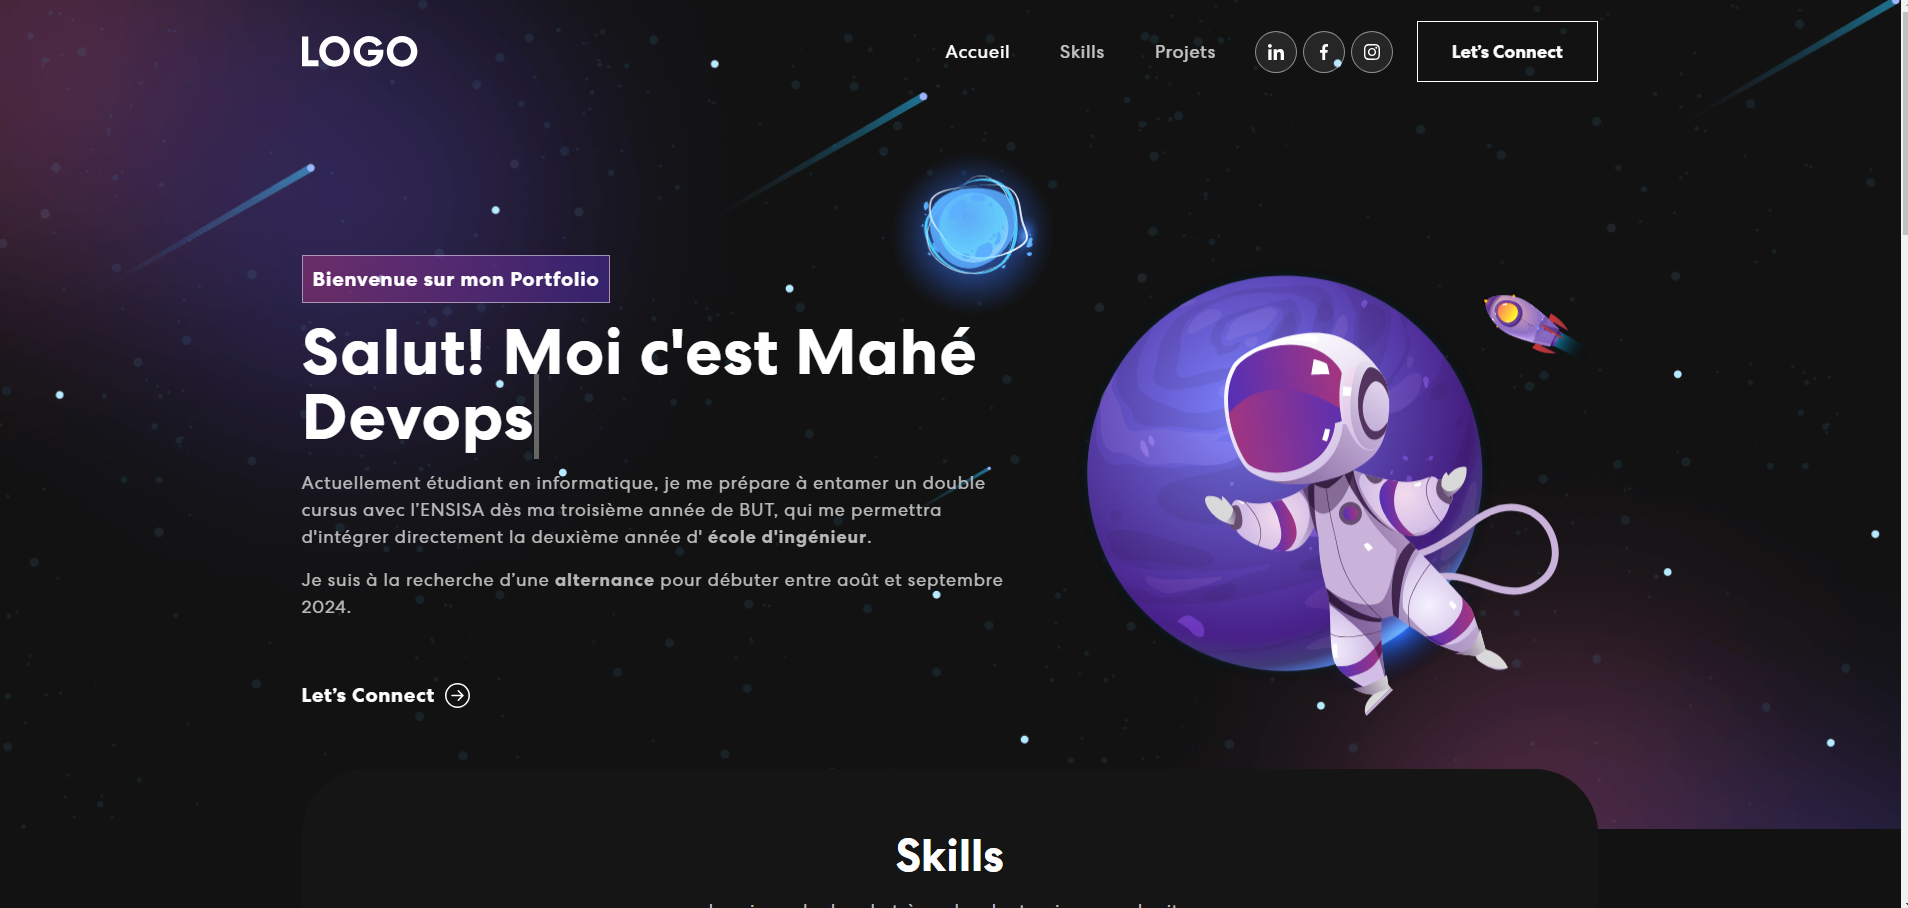 LOGO
Accueil
Skills
Projets
in
f
Let's Connect
Bienvenue sur mon Portfolio
Salut! Moi c'est Mahé
Devops
Actuellement étudiant en informatique, je me prépare à entamer un double
cursus avec l'ENSISA dès ma troisième année de BUT, qui me permettra
d'intégrer directement la deuxième année d' école d'ingénieur.
Je suis à la recherche d'une alternance pour débuter entre août et septembre
2024.
Let's Connect
Skills